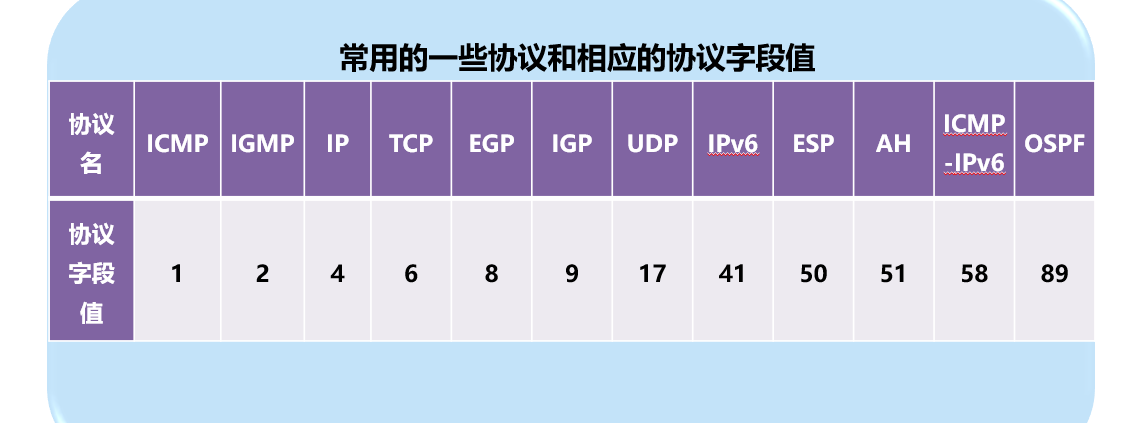 常用的一些协议和相应的协议字段值
协议名 ICMP IGMP IP TCP EGP IGP UDP IPv6 ESP AH ICMP-IPv6 OSPF
协议字段值 1 2 4 6 8 9 17 41 50 51 58 89